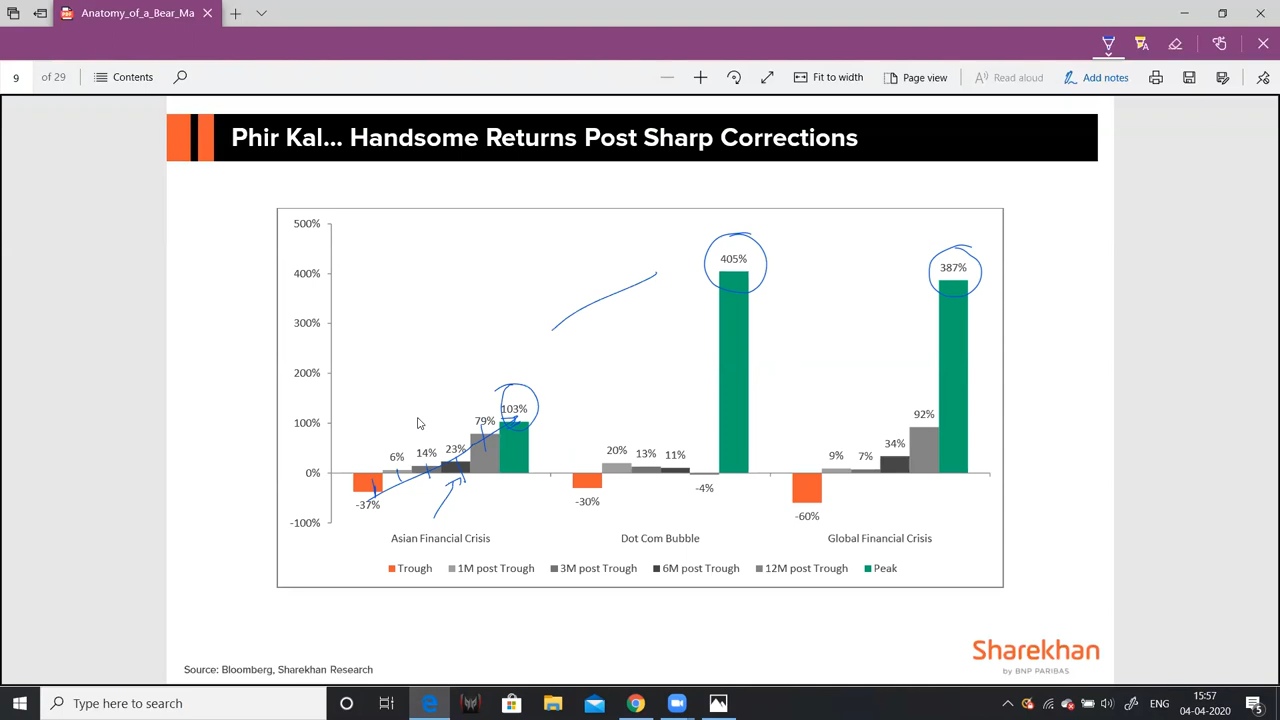 Anatomy_of_a_Bear_Ma
9 of 29 Contents Fit to width Page view Read aloud Add notes
Phir Kal... Handsome Returns Post Sharp Corrections
500%
400%
300%
200%
100%
0%
-100%
-37% 6% 14% 23% 79% 103%
-30% 20% 13% 11% -4% 405%
-60% 9% 7% 34% 92% 387%
Asian Financial Crisis Dot Com Bubble Global Financial Crisis
Trough 1M post Trough 3M post Trough 6M post Trough 12M post Trough Peak
Source: Bloomberg, Sharekhan Research
Sharekhan
by BNP PARIBAS
Type here to search
ENG
15:57
04-04-2020
5